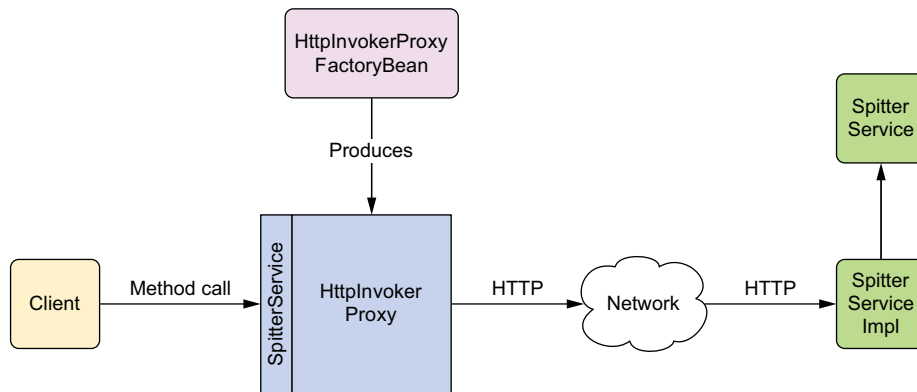 HttpInvokerProxy
FactoryBean
Produces
Spitter
Service
Client
Method call
SpitterService
HttpInvoker
Proxy
HTTP
Network
HTTP
Spitter
Service
Impl